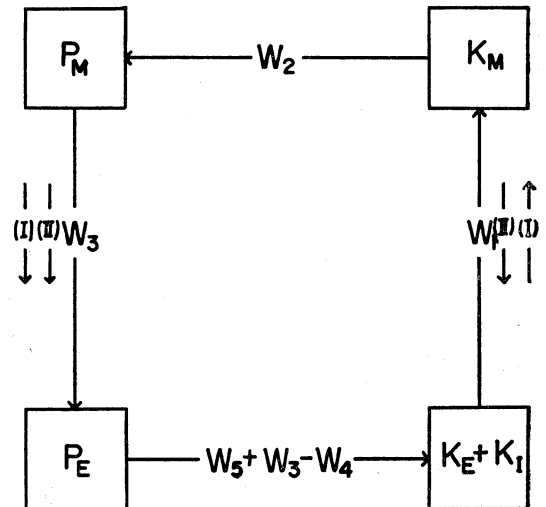 P_M W_2 K_M
(I) (II) W_3 W_1 (II) (I)
P_E W_5 + W_3 - W_4 K_E + K_I